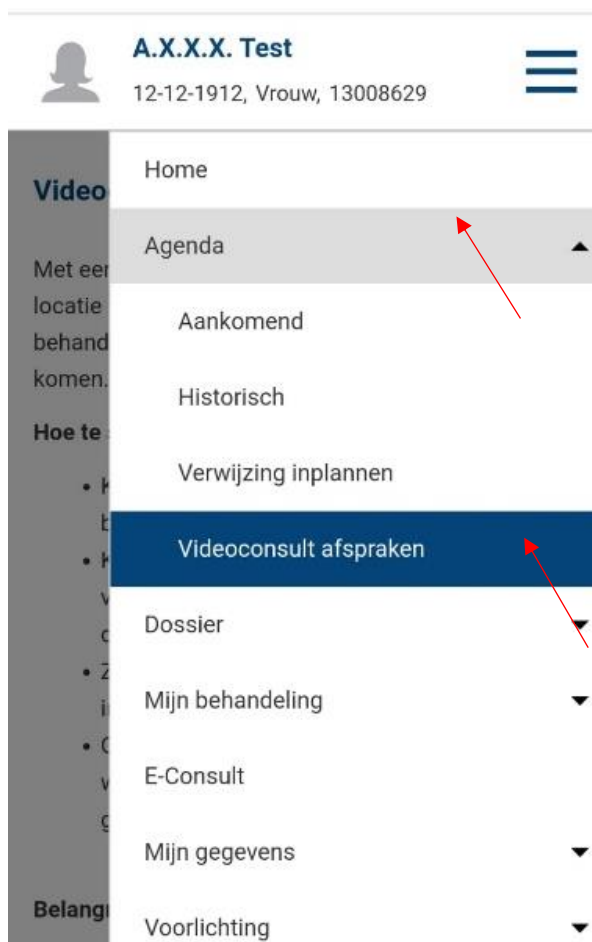 A.X.X.X. Test
12-12-1912, Vrouw, 13008629
Home
Video
Agenda
Met een
locatie
Aankomend
behand
komen.
Historisch
Hoe te
Verwijzing inplannen
Videoconsult afspraken
Dossier
Mijn behandeling
E-Consult
Mijn gegevens
Belang
Voorlichting